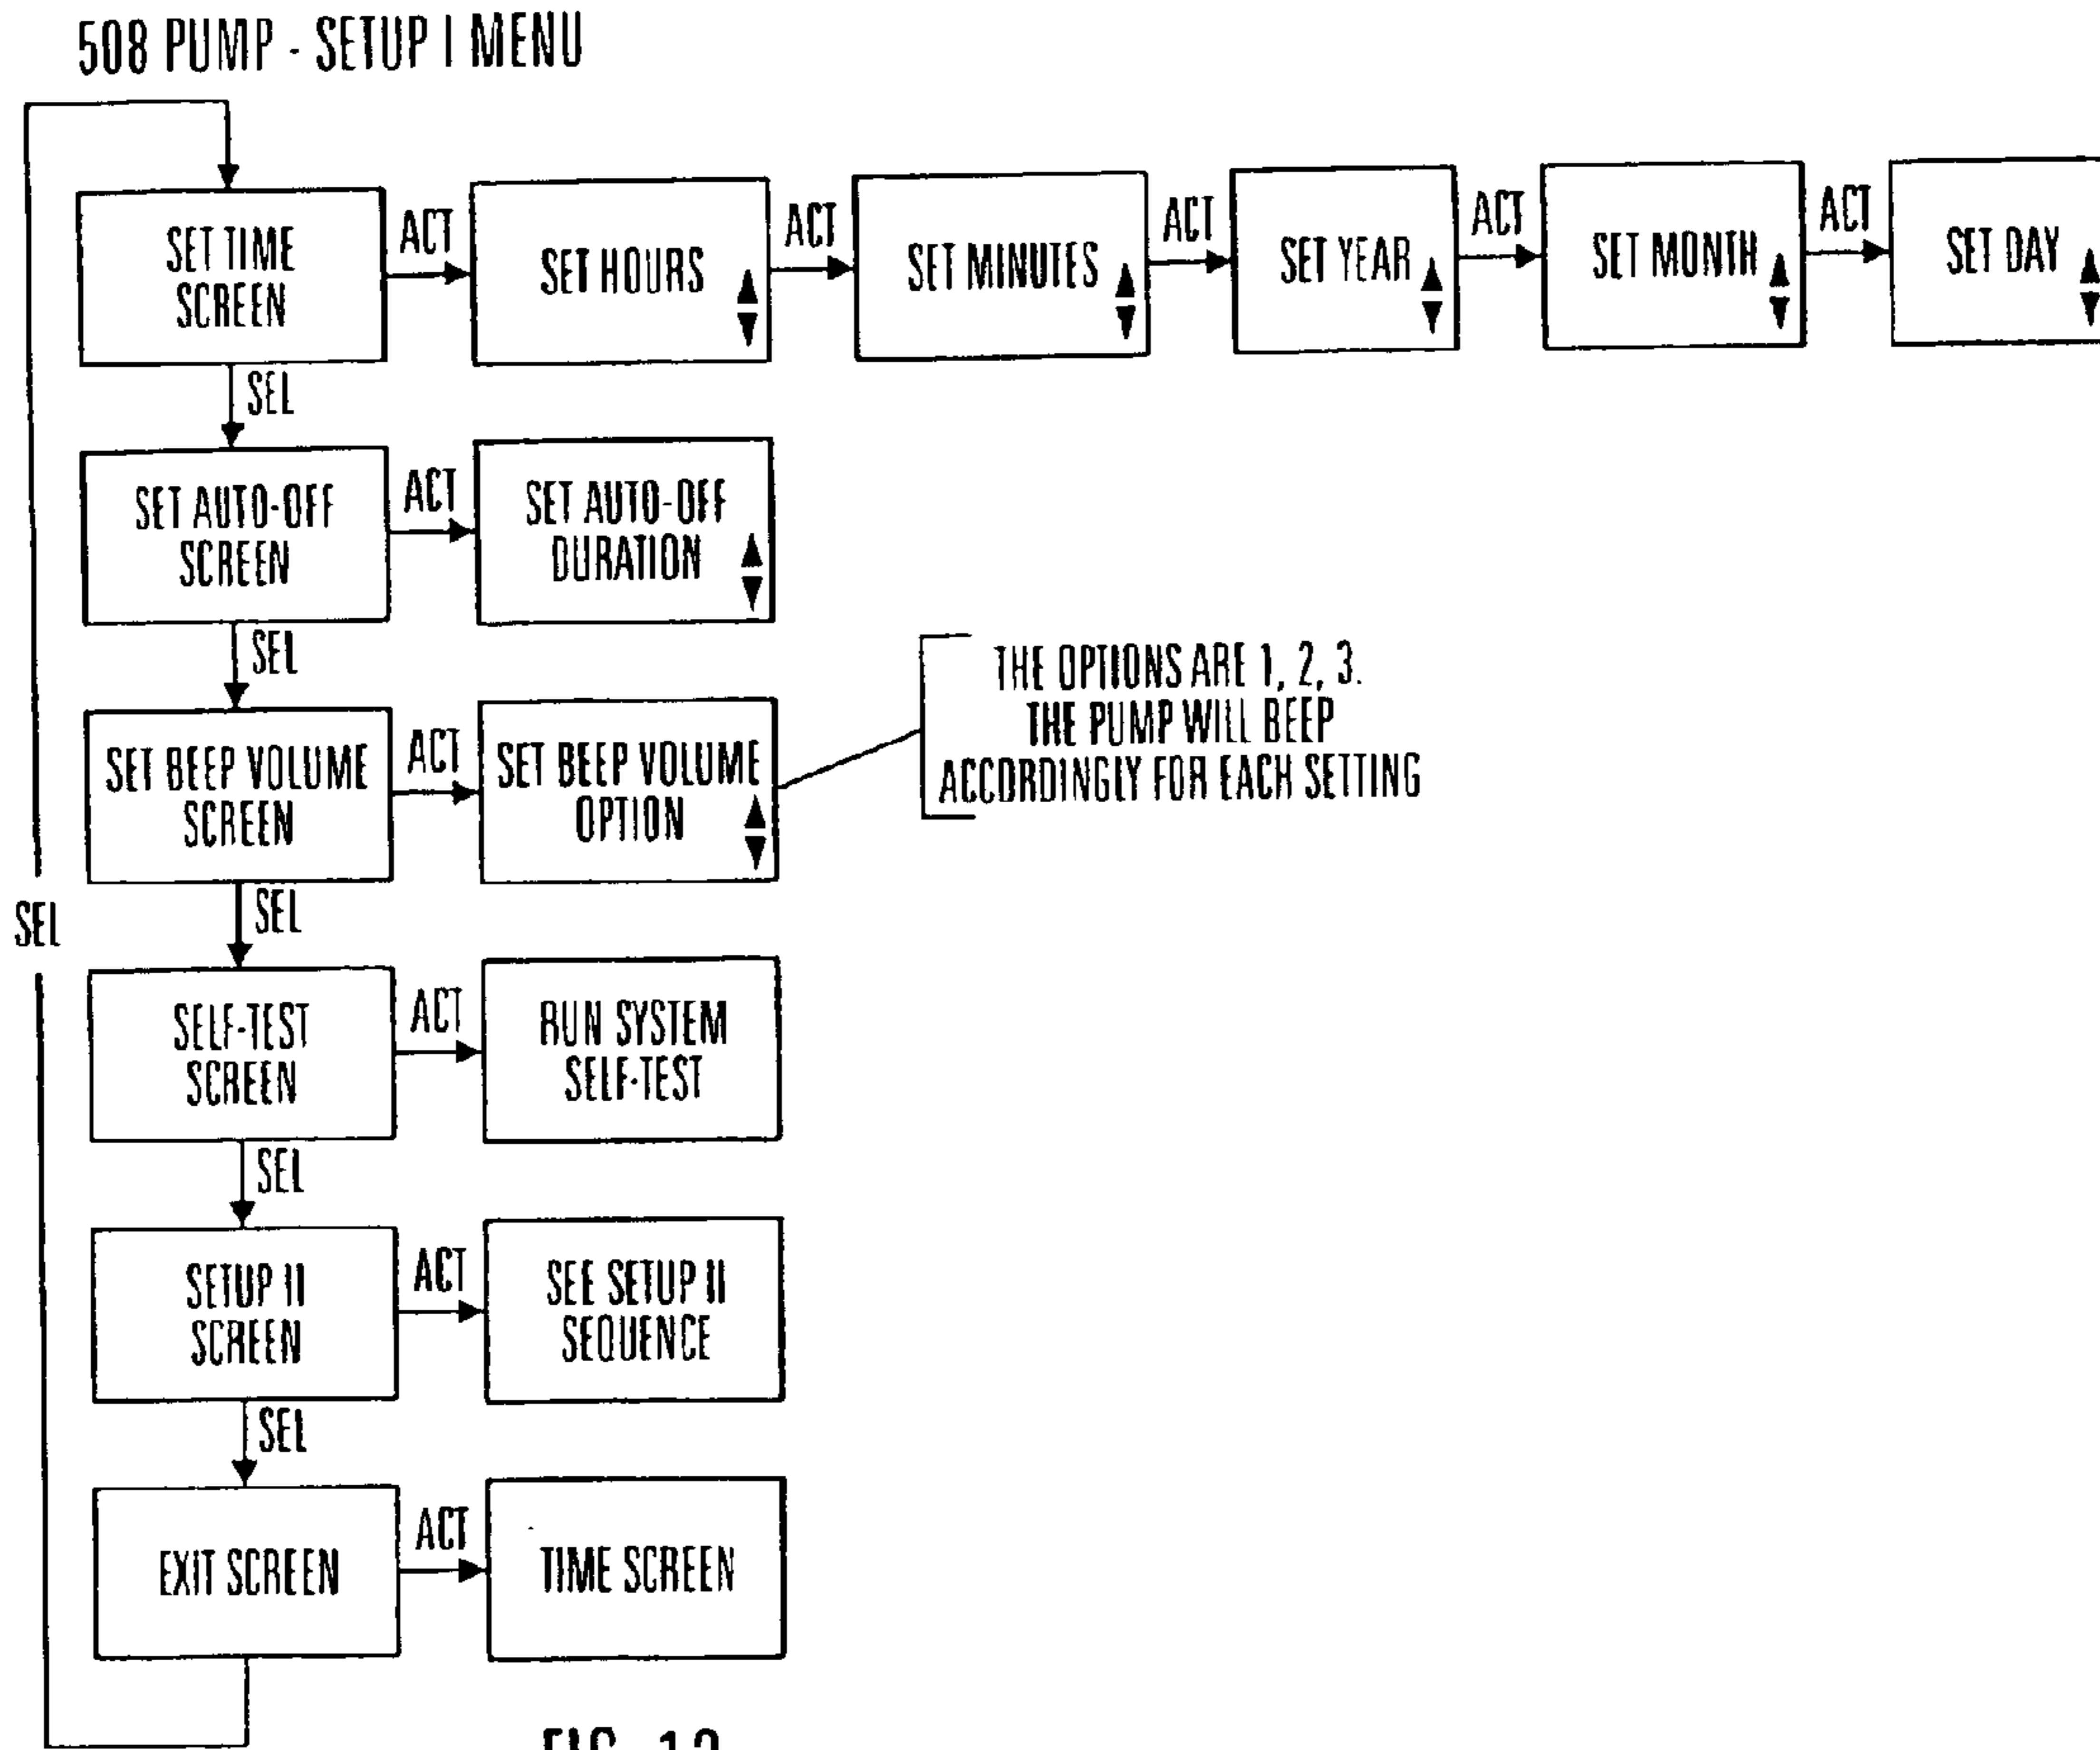 508 PUMP - SETUP I MENU
SET TIME
SCREEN
ACT
SET HOURS
ACT
SET MINUTES
ACT
SET YEAR
ACT
SET MONTH
ACT
SET DAY
SEL
SET AUTO-OFF
SCREEN
ACT
SET AUTO-OFF
DURATION
SEL
SET BEEP VOLUME
SCREEN
ACT
SET BEEP VOLUME
OPTION
THE OPTIONS ARE 1, 2, 3.
THE PUMP WILL BEEP
ACCORDINGLY FOR EACH SETTING
SEL
SEL
SELF-TEST
SCREEN
ACT
RUN SYSTEM
SELF-TEST
SEL
SETUP II
SCREEN
ACT
SEE SETUP II
SEQUENCE
SEL
EXIT SCREEN
ACT
TIME SCREEN